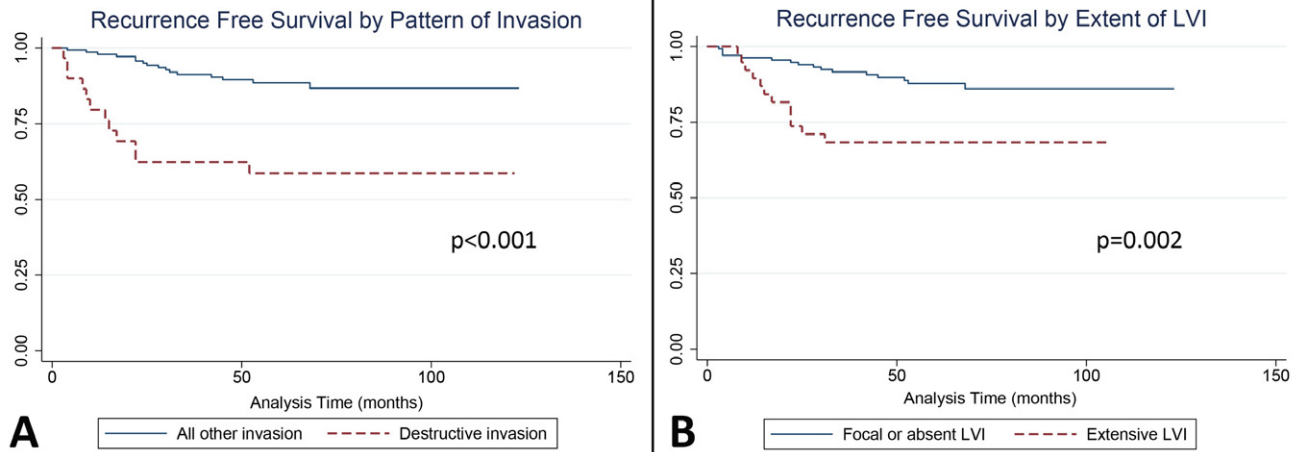 Recurrence Free Survival by Pattern of Invasion
1.00
0.75
0.50
0.25
0.00
p<0.001
0 50 100 150
Analysis Time (months)
A
All other invasion Destructive invasion
Recurrence Free Survival by Extent of LVI
1.00
0.75
0.50
0.25
0.00
p=0.002
0 50 100 150
Analysis Time (months)
B
Focal or absent LVI Extensive LVI